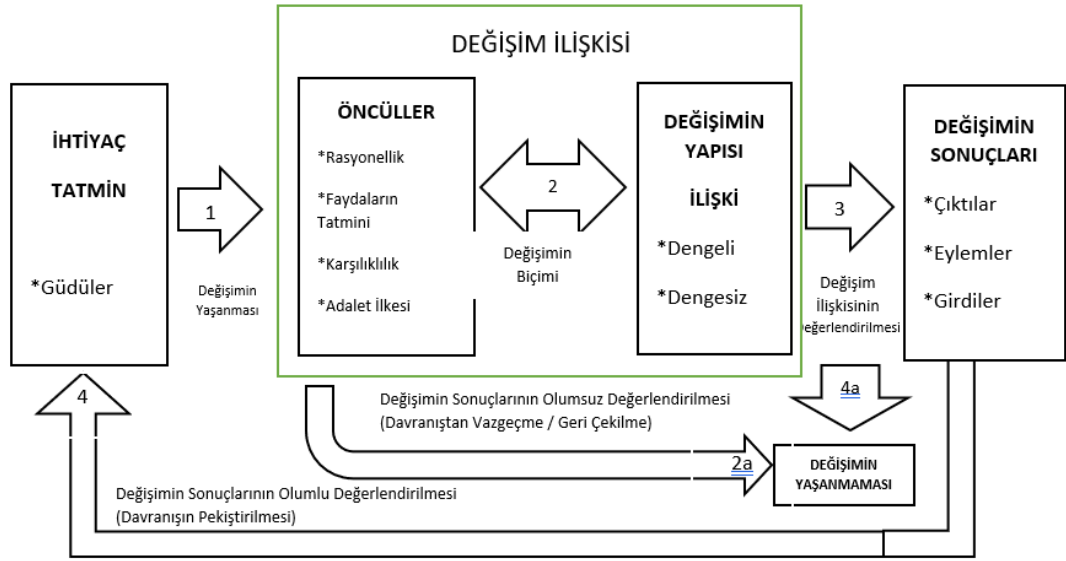 DEĞİŞİM İLİŞKİSİ
İHTİYAÇ
TATMİN
*Güdüler
1
Değişimin
Yaşanması
ÖNCÜLLER
*Rasyonellik
*Faydaların
Tatmini
*Karşılıklılık
*Adalet İlkesi
2
Değişimin
Biçimi
DEĞİŞİMİN
YAPISI
İLİŞKİ
*Dengeli
*Dengesiz
3
Değişim
İlişkisinin
Değerlendirilmesi
DEĞİŞİMİN
SONUÇLARI
*Çıktılar
*Eylemler
*Girdiler
4
Değişimin Sonuçlarının Olumsuz Değerlendirilmesi
(Davranıştan Vazgeçme / Geri Çekilme)
4a
2a
DEĞİŞİMİN
YAŞANMAMASI
Değişimin Sonuçlarının Olumlu Değerlendirilmesi
(Davranışın Pekiştirilmesi)